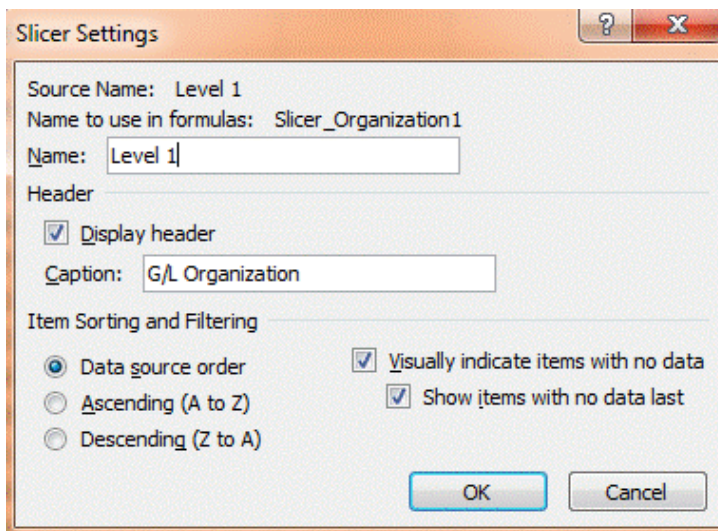 Slicer Settings
Source Name: Level 1
Name to use in formulas: Slicer_Organization1
Name: Level 1
Header
Display header
Caption: G/L Organization
Item Sorting and Filtering
Data source order
Visually indicate items with no data
Ascending (A to Z)
Show items with no data last
Descending (Z to A)
OK Cancel